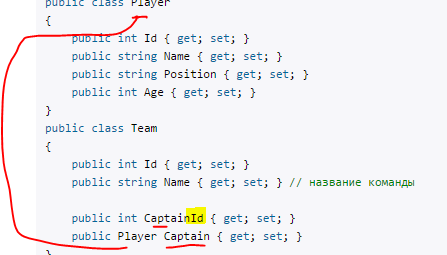 public class Player
{
public int Id { get; set; }
public string Name { get; set; }
public string Position { get; set; }
public int Age { get; set; }
}
public class Team
{
public int Id { get; set; }
public string Name { get; set; } // название команды
public int CaptainId { get; set; }
public Player Captain { get; set; }
}